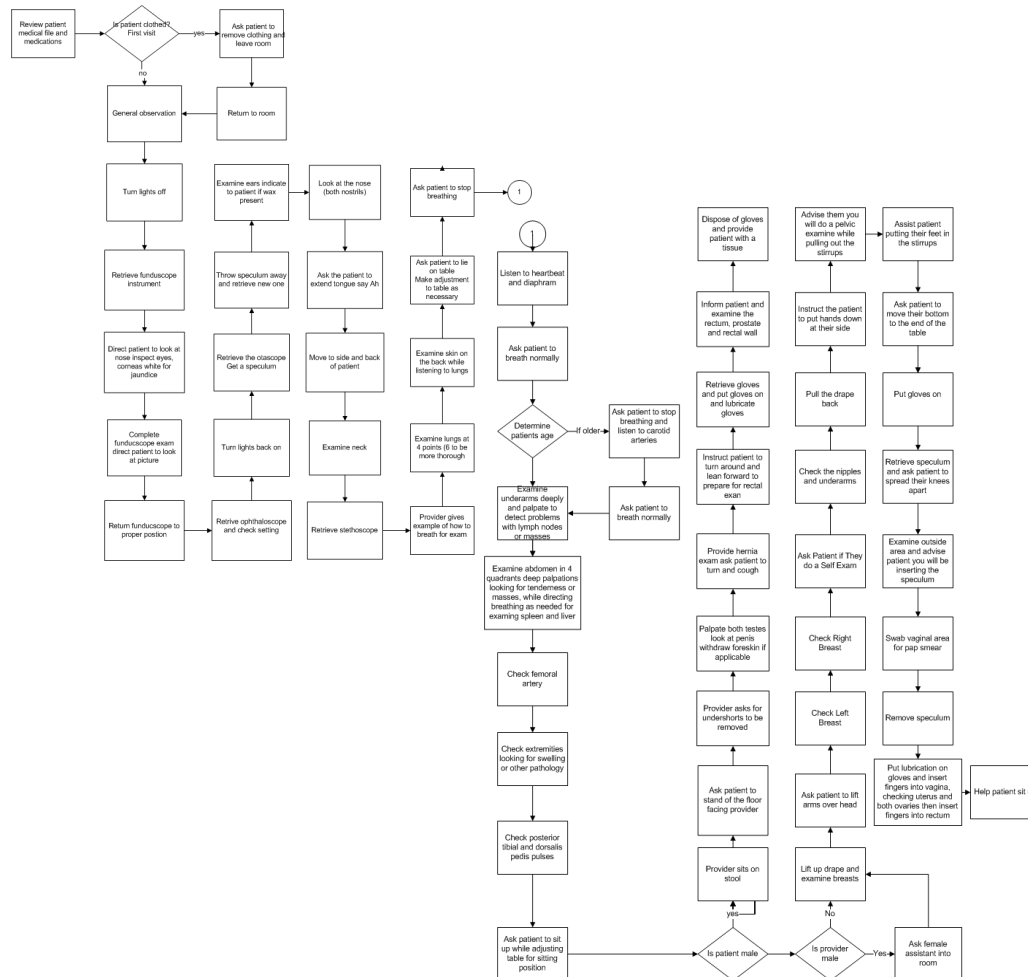 Review patient
medical file and
medications
Is patient clothed?
First visit
yes
Ask patient to
remove clothing and
leave room
no
General observation
Return to room
Turn lights off
Retrieve funduscope
instrument
Direct patient to look at
nose inspect eyes,
corneas white for
jaundice
Complete
funducscope exam
direct patient to look
at picture
Return funducscope to
proper postion
Retrive ophthaloscope
and check setting
Turn lights back on
Retrieve the otascope
Get a speculum
Throw speculum away
and retrieve new one
Examine ears indicate
to patient if wax
present
Look at the nose
(both nostrils)
Ask the patient to
extend tongue say Ah
Move to side and back
of patient
Examine neck
Retrieve stethoscope
Provider gives
example of how to
breath for exam
Examine lungs at
4 points (6 to be
more thorough
Examine skin on
the back while
listening to lungs
Ask patient to lie
on table
Make adjustment
to table as
necessary
Ask patient to stop
breathing
1
1
Listen to heartbeat
and diaphram
Ask patient to
breath normally
Determine
patients age
If older
Ask patient to stop
breathing and
listen to carotid
arteries
Ask patient to
breath normally
Examine
underarms deeply
and palpate to
detect problems
with lymph nodes
or masses
Examine abdomen in 4
quadrants deep palpations
looking for tenderness or
masses, while directing
breathing as needed for
examing spleen and liver
Check femoral
artery
Check extremities
looking for swelling
or other pathology
Check posterior
tibial and dorsalis
pedis pulses
Ask patient to sit
up while adjusting
table for sitting
position
Is patient male
yes
Provider sits on
stool
Ask patient to
stand of the floor
facing provider
Provider asks for
undershorts to be
removed
Palpate both testes
look at penis
withdraw foreskin if
applicable
Provide hernia
exam ask patient to
turn and cough
Instruct patient to
turn around and
lean forward to
prepare for rectal
exan
Retrieve gloves
and put gloves on
and lubricate
gloves
Inform patient and
examine the
rectum, prostate
and rectal wall
Dispose of gloves
and provide
patient with a
tissue
Is provider
male
Yes
Ask female
assistant into
room
No
Lift up drape and
examine breasts
Ask patient to lift
arms over head
Check Left
Breast
Check Right
Breast
Ask Patient if They
do a Self Exam
Check the nipples
and underarms
Pull the drape
back
Instruct the patient
to put hands down
at their side
Advise them you
will do a pelvic
examine while
pulling out the
stirrups
Assist patient
putting their feet in
the stirrups
Ask patient to
move their bottom
to the end of the
table
Put gloves on
Retrieve speculum
and ask patient to
spread their knees
apart
Examine outside
area and advise
patient you will be
inserting the
speculum
Swab vaginal area
for pap smear
Remove speculum
Put lubrication on
gloves and insert
fingers into vagina,
checking uterus and
both ovaries then insert
fingers into rectum
Help patient sit